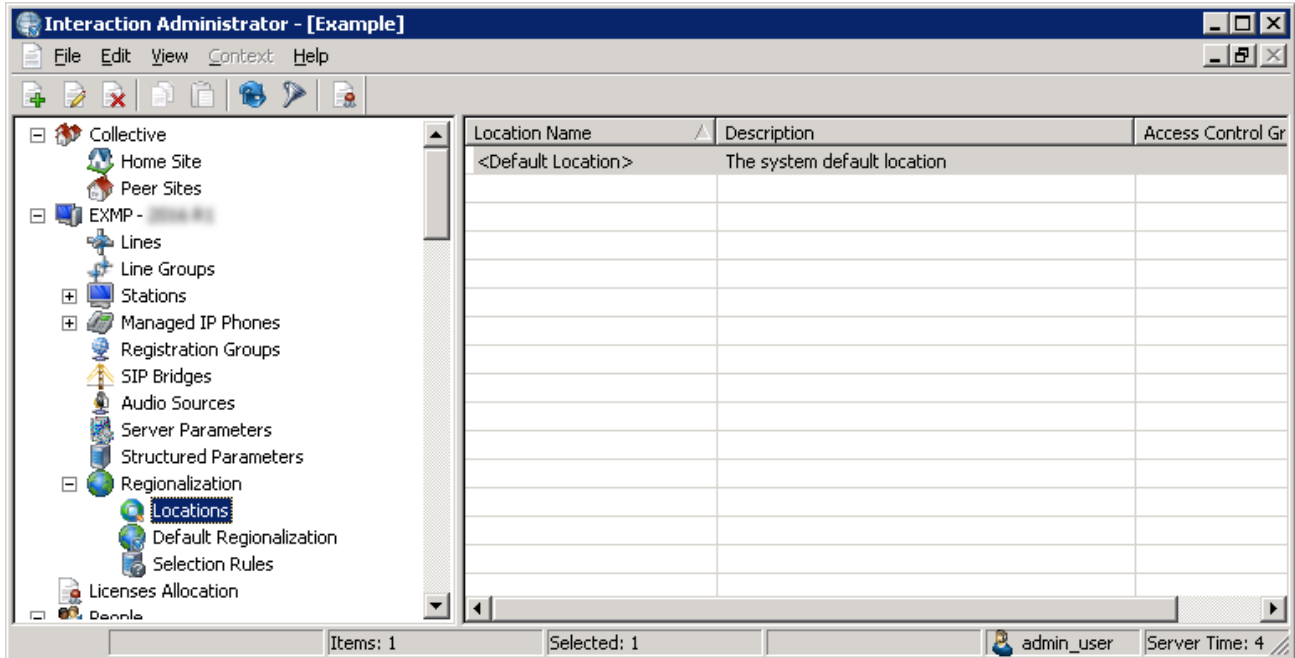 Interaction Administrator - [Example]
File Edit View Context Help
Collective
Home Site
Peer Sites
EXMP -
Lines
Line Groups
Stations
Managed IP Phones
Registration Groups
SIP Bridges
Audio Sources
Server Parameters
Structured Parameters
Regionalization
Locations
Default Regionalization
Selection Rules
Licenses Allocation
People
Location Name Description Access Control Gr
<Default Location> The system default location
Items: 1 Selected: 1 admin_user Server Time: 4